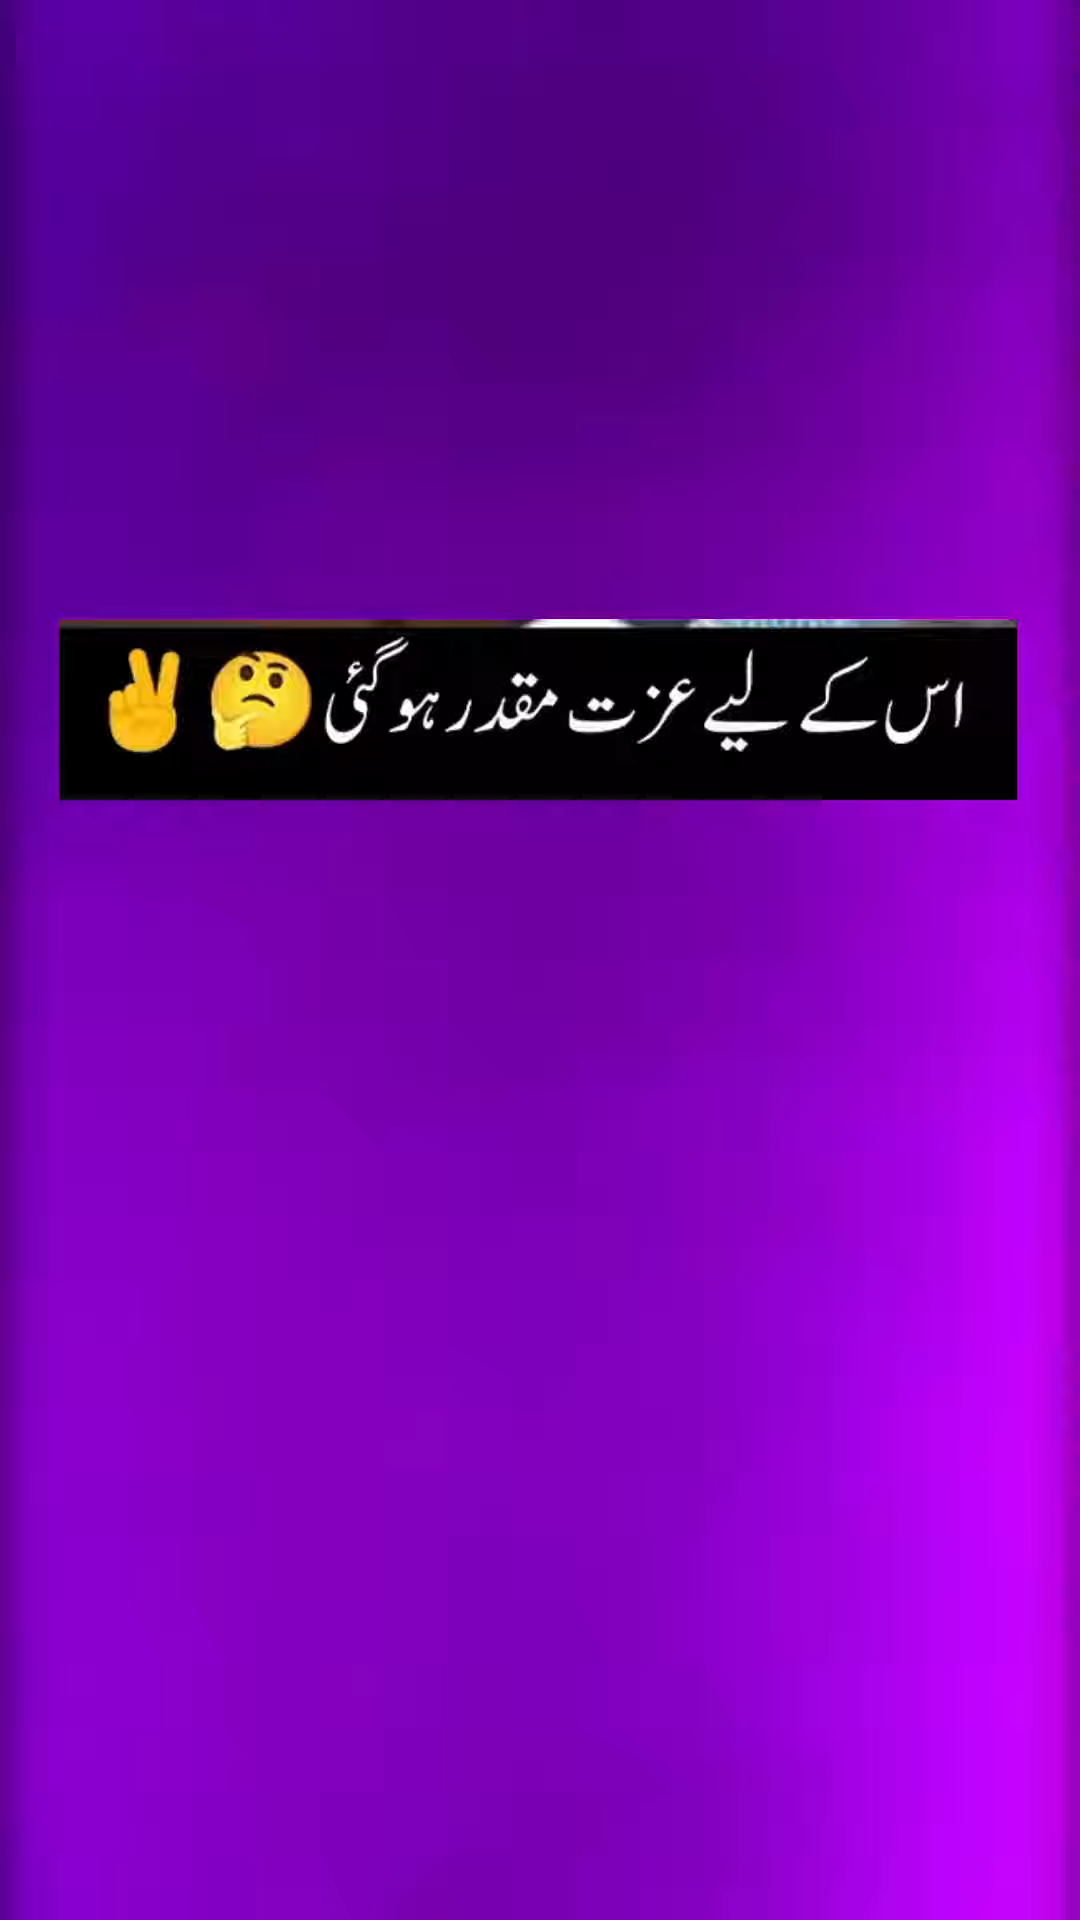 اس کے لیے عزت مقدر ہو گئی 🤔 ✌